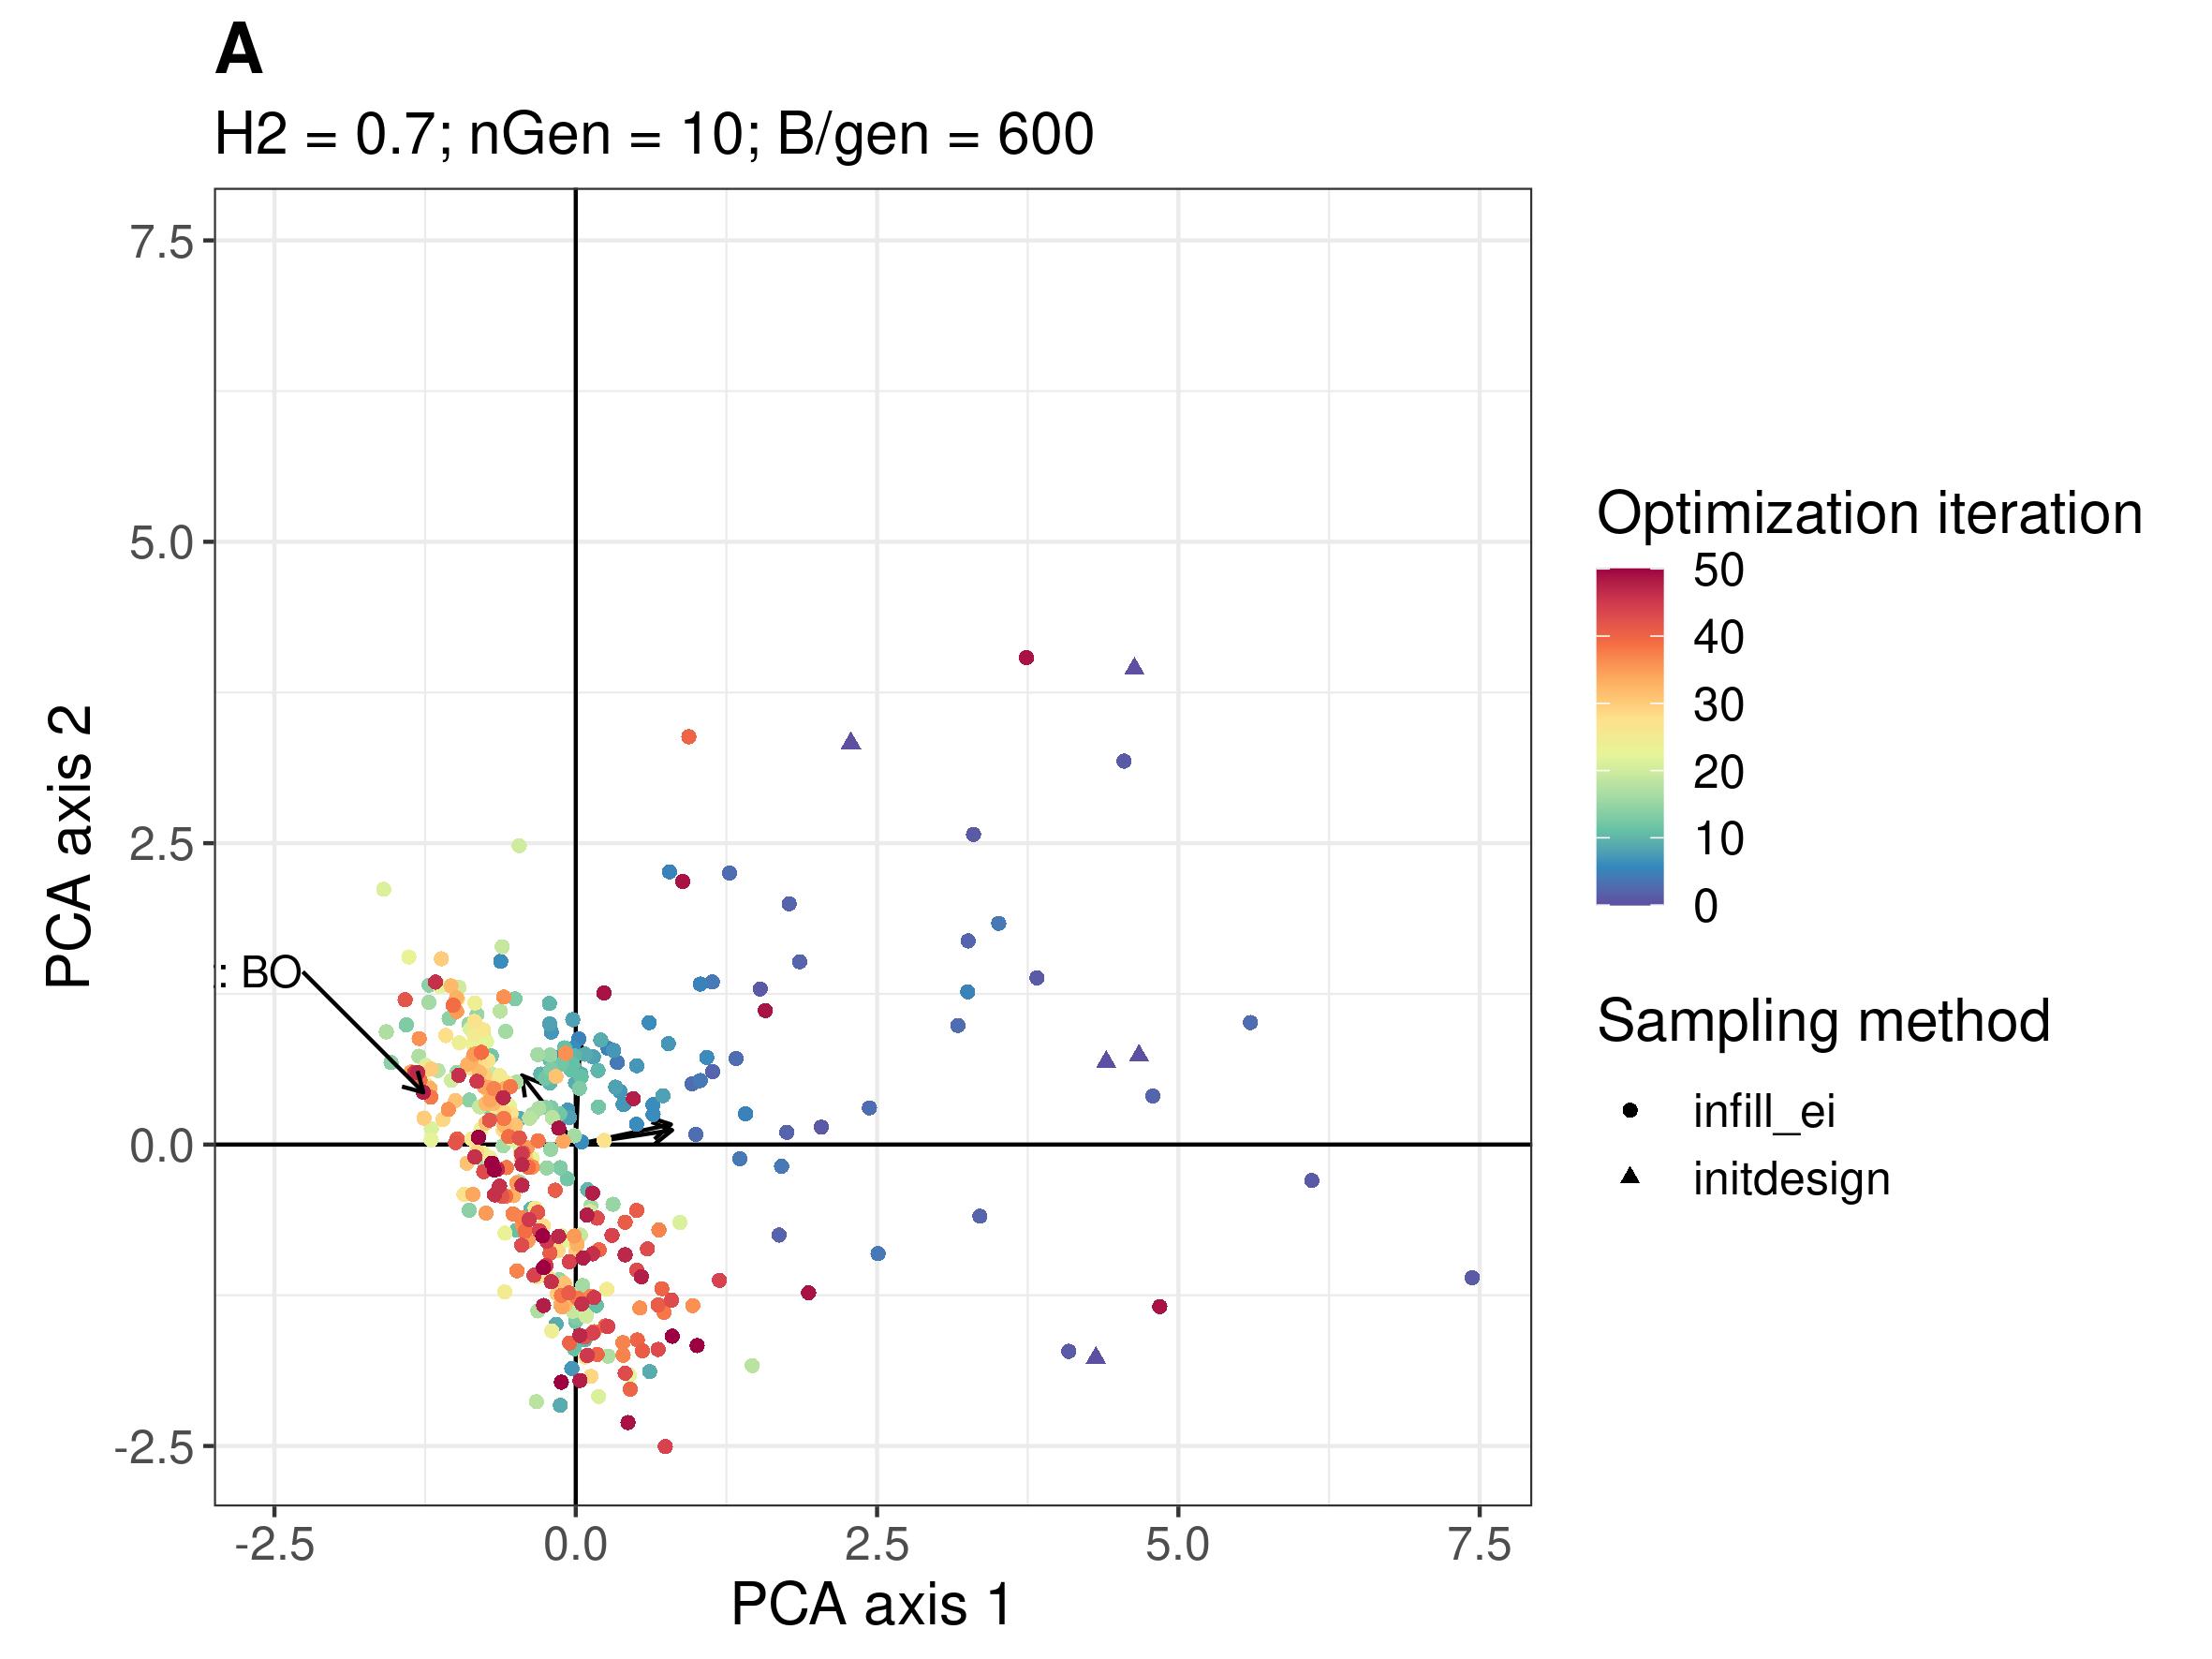 A
H2 = 0.7; nGen = 10; B/gen = 600
PCA axis 2
7.5
5.0
2.5
0.0
-2.5
: BO
-2.5
0.0
2.5
5.0
7.5
PCA axis 1
Optimization iteration
50
40
30
20
10
0
Sampling method
infill_ei
initdesign